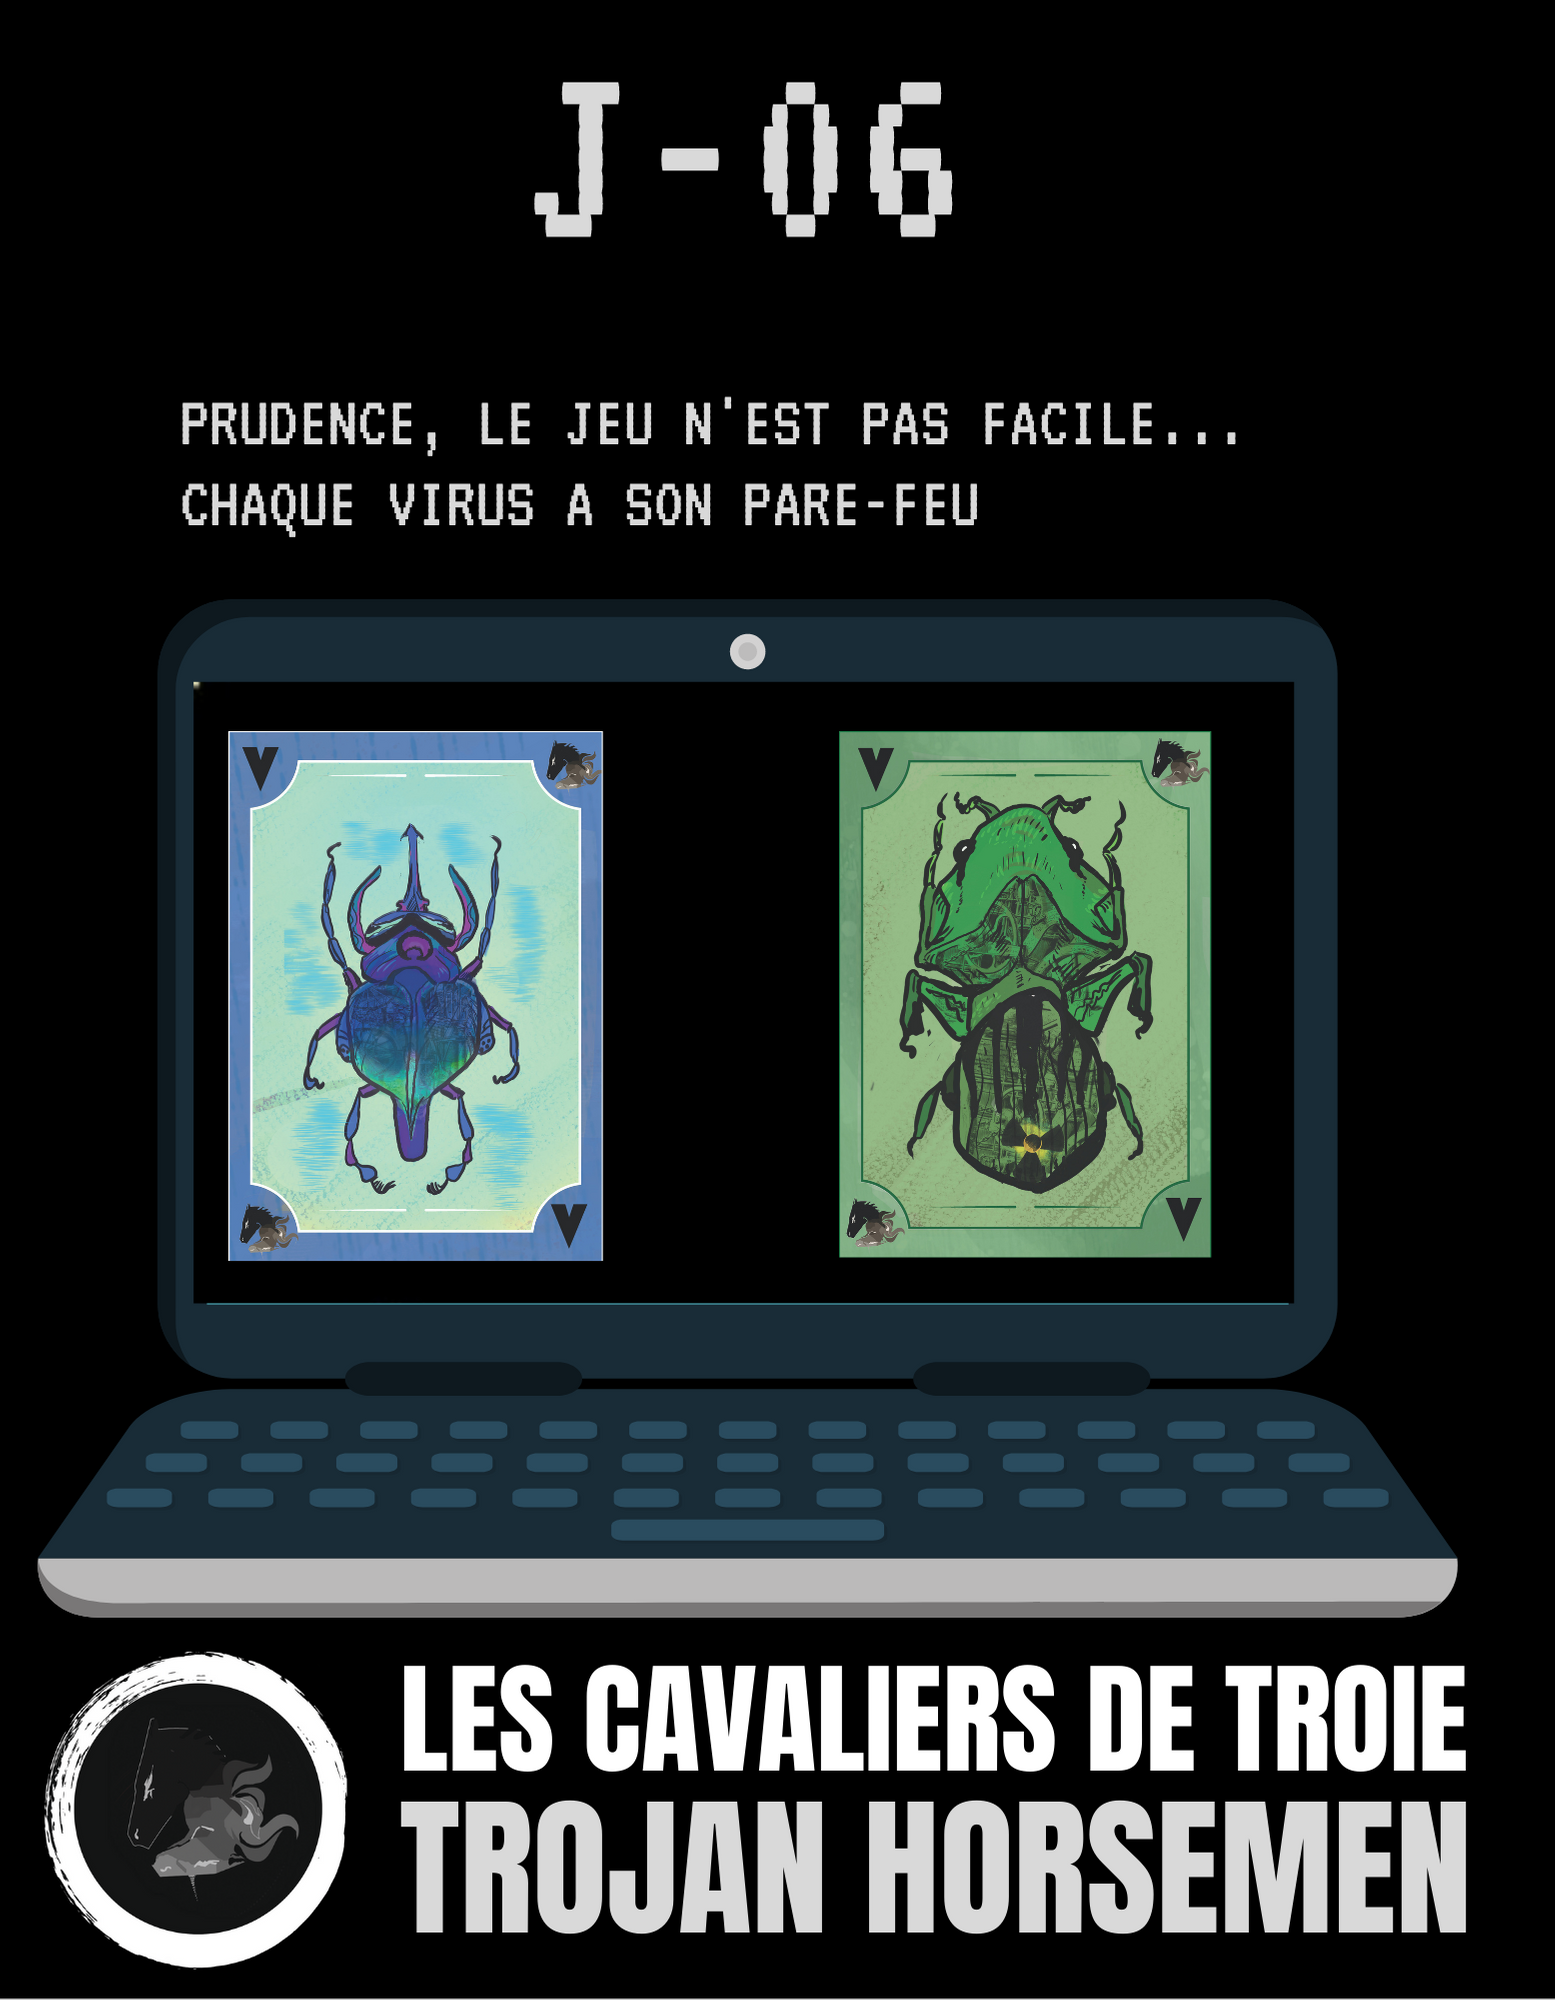 J-06
PRUDENCE, LE JEU N'EST PAS FACILE...
CHAQUE VIRUS A SON PARE-FEU
V
V
V
V
LES CAVALIERS DE TROIE
TROJAN HORSEMEN